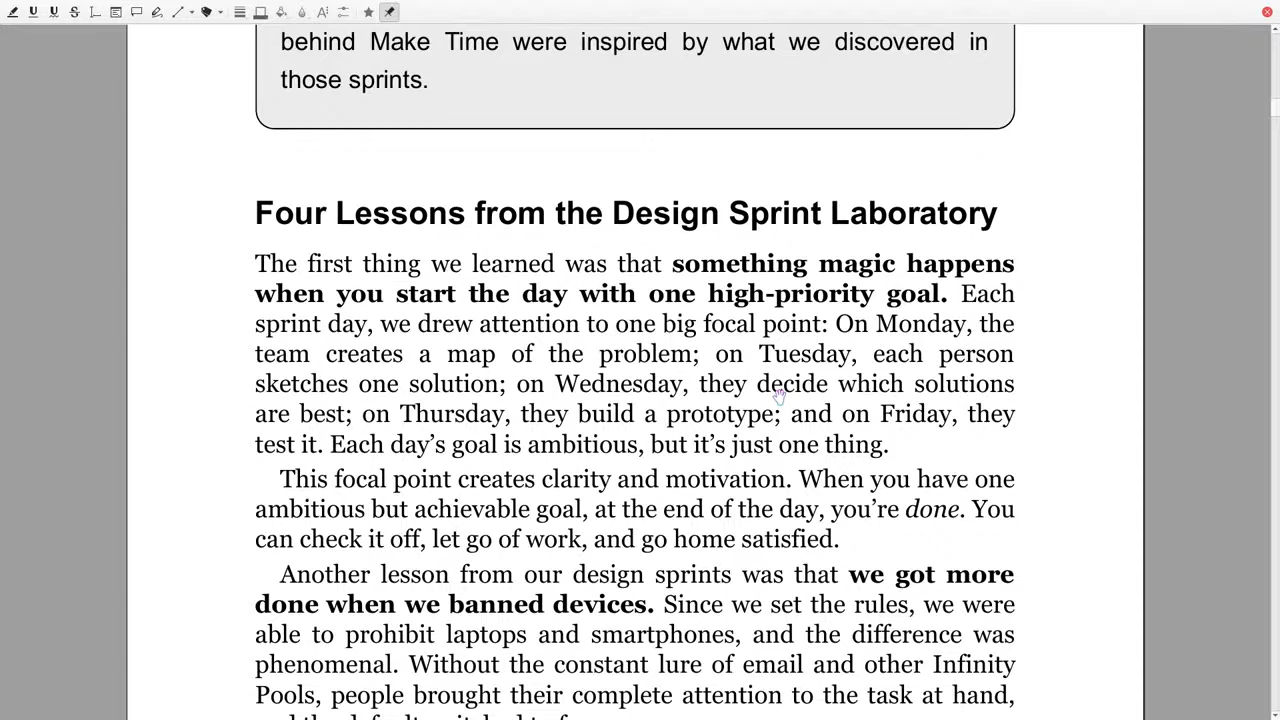 behind Make Time were inspired by what we discovered in
those sprints.
Four Lessons from the Design Sprint Laboratory
The first thing we learned was that something magic happens
when you start the day with one high-priority goal. Each
sprint day, we drew attention to one big focal point: On Monday, the
team creates a map of the problem; on Tuesday, each person
sketches one solution; on Wednesday, they decide which solutions
are best; on Thursday, they build a prototype; and on Friday, they
test it. Each day’s goal is ambitious, but it’s just one thing.
This focal point creates clarity and motivation. When you have one
ambitious but achievable goal, at the end of the day, you’re done. You
can check it off, let go of work, and go home satisfied.
Another lesson from our design sprints was that we got more
done when we banned devices. Since we set the rules, we were
able to prohibit laptops and smartphones, and the difference was
phenomenal. Without the constant lure of email and other Infinity
Pools, people brought their complete attention to the task at hand,